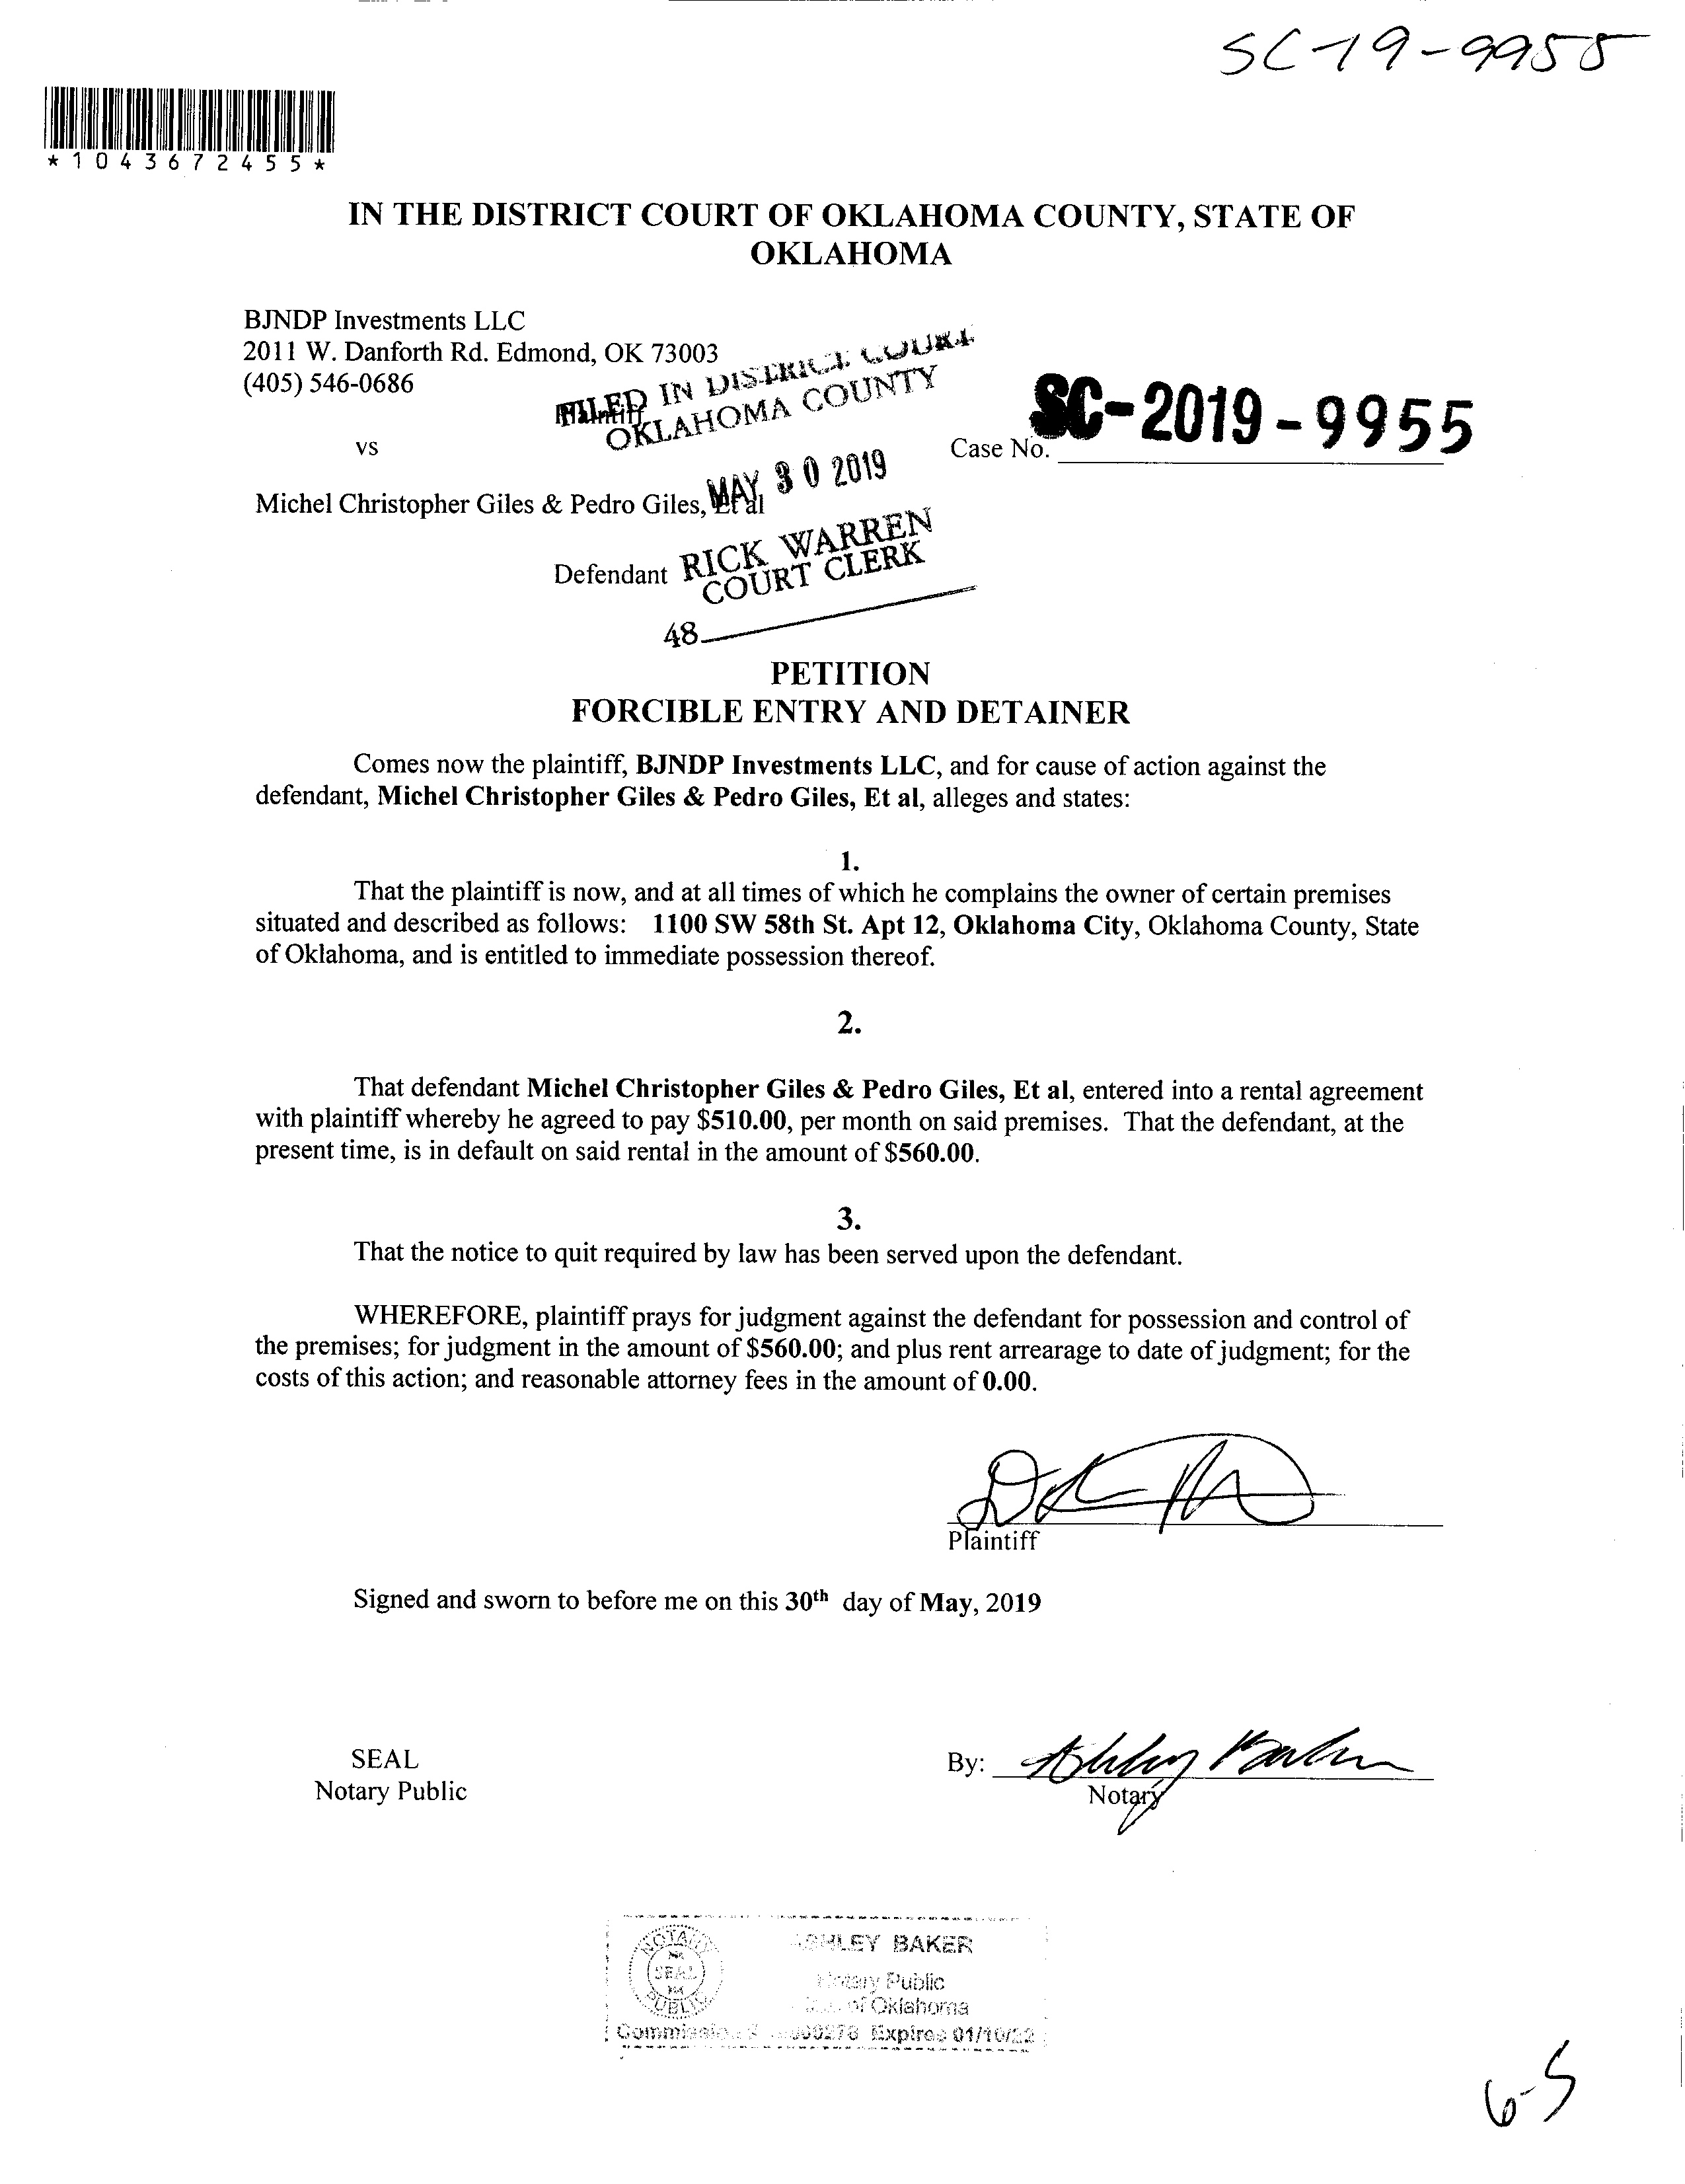 SC-19-9955
*1043672455*
IN THE DISTRICT COURT OF OKLAHOMA COUNTY, STATE OF
OKLAHOMA
BJNDP Investments LLC
2011 W. Danforth Rd. Edmond, OK 73003
(405) 546-0686
Plaintiff
FILED IN DISTRICT COURT
OKLAHOMA COUNTY
vs
Case No. SC-2019-9955
MAY 30 2019
Michel Christopher Giles & Pedro Giles, Et al
RICK WARREN
COURT CLERK
Defendant
48
PETITION
FORCIBLE ENTRY AND DETAINER
Comes now the plaintiff, BJNDP Investments LLC, and for cause of action against the
defendant, Michel Christopher Giles & Pedro Giles, Et al, alleges and states:
1.
That the plaintiff is now, and at all times of which he complains the owner of certain premises
situated and described as follows: 1100 SW 58th St. Apt 12, Oklahoma City, Oklahoma County, State
of Oklahoma, and is entitled to immediate possession thereof.
2.
That defendant Michel Christopher Giles & Pedro Giles, Et al, entered into a rental agreement
with plaintiff whereby he agreed to pay $510.00, per month on said premises. That the defendant, at the
present time, is in default on said rental in the amount of $560.00.
3.
That the notice to quit required by law has been served upon the defendant.
WHEREFORE, plaintiff prays for judgment against the defendant for possession and control of
the premises; for judgment in the amount of $560.00; and plus rent arrearage to date of judgment; for the
costs of this action; and reasonable attorney fees in the amount of 0.00.
Plaintiff
Signed and sworn to before me on this 30th day of May, 2019
SEAL
Notary Public
By: Ashley Baker
Notary
NOTARY
SEAL
PUBLIC
ASHLEY BAKER
Notary Public
of Oklahoma
Expires 01/10/22
6-5